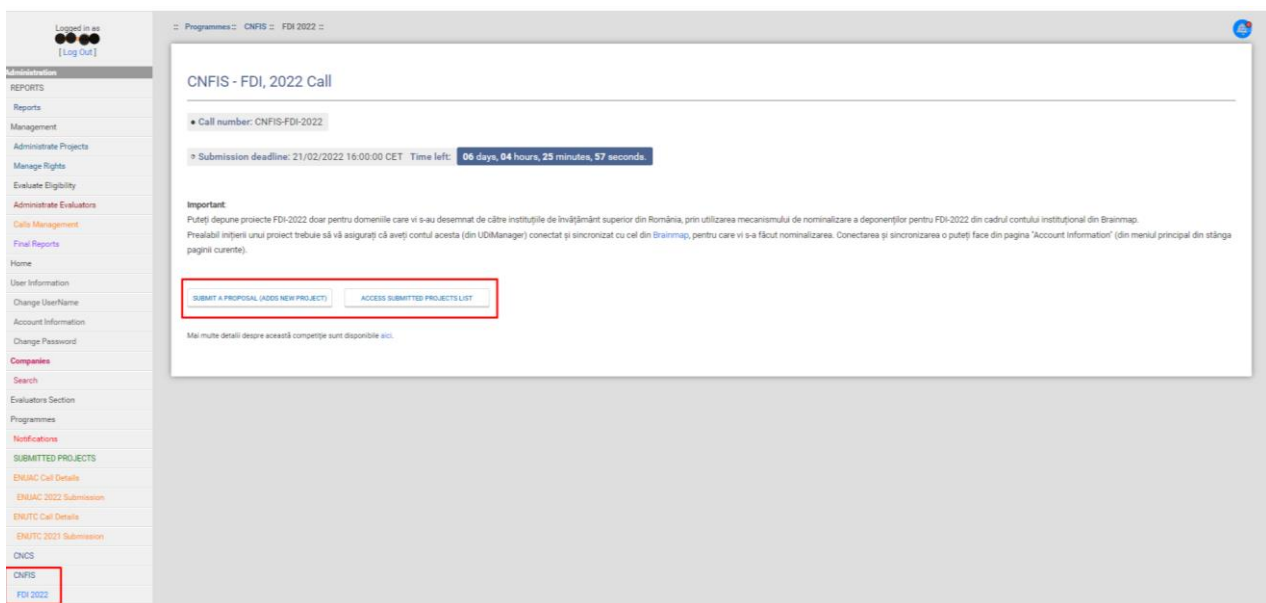 Logged in as
[ Log Out ]
Administration
REPORTS
Reports
Management
Administrate Projects
Manage Rights
Evaluate Eligibility
Administrate Evaluators
Calls Management
Final Reports
Home
User Information
Change UserName
Account Information
Change Password
Companies
Search
Evaluators Section
Programmes
Notifications
SUBMITTED PROJECTS
ENUAC Call Details
ENUAC 2022 Submission
ENUTC Call Details
ENUTC 2021 Submission
CNCS
CNFIS
FDI 2022
:: Programmes :: CNFIS :: FDI 2022 ::
CNFIS - FDI, 2022 Call
• Call number: CNFIS-FDI-2022
Submission deadline: 21/02/2022 16:00:00 CET Time left: 06 days, 04 hours, 25 minutes, 57 seconds.
Important:
Puteți depune proiecte FDI-2022 doar pentru domeniile care vi s-au desemnat de către instituțiile de învățământ superior din România, prin utilizarea mecanismului de nominalizare a deponenților pentru FDI-2022 din cadrul contului instituțional din Brainmap.
Prealabil inițierii unui proiect trebuie să vă asigurați că aveți contul acesta (din UDiManager) conectat și sincronizat cu cel din Brainmap, pentru care vi s-a făcut nominalizarea. Conectarea și sincronizarea o puteți face din pagina "Account Information" (din meniul principal din stânga
paginii curente).
SUBMIT A PROPOSAL (ADDS NEW PROJECT) ACCESS SUBMITTED PROJECTS LIST
Mai multe detalii despre această competiție sunt disponibile aici.